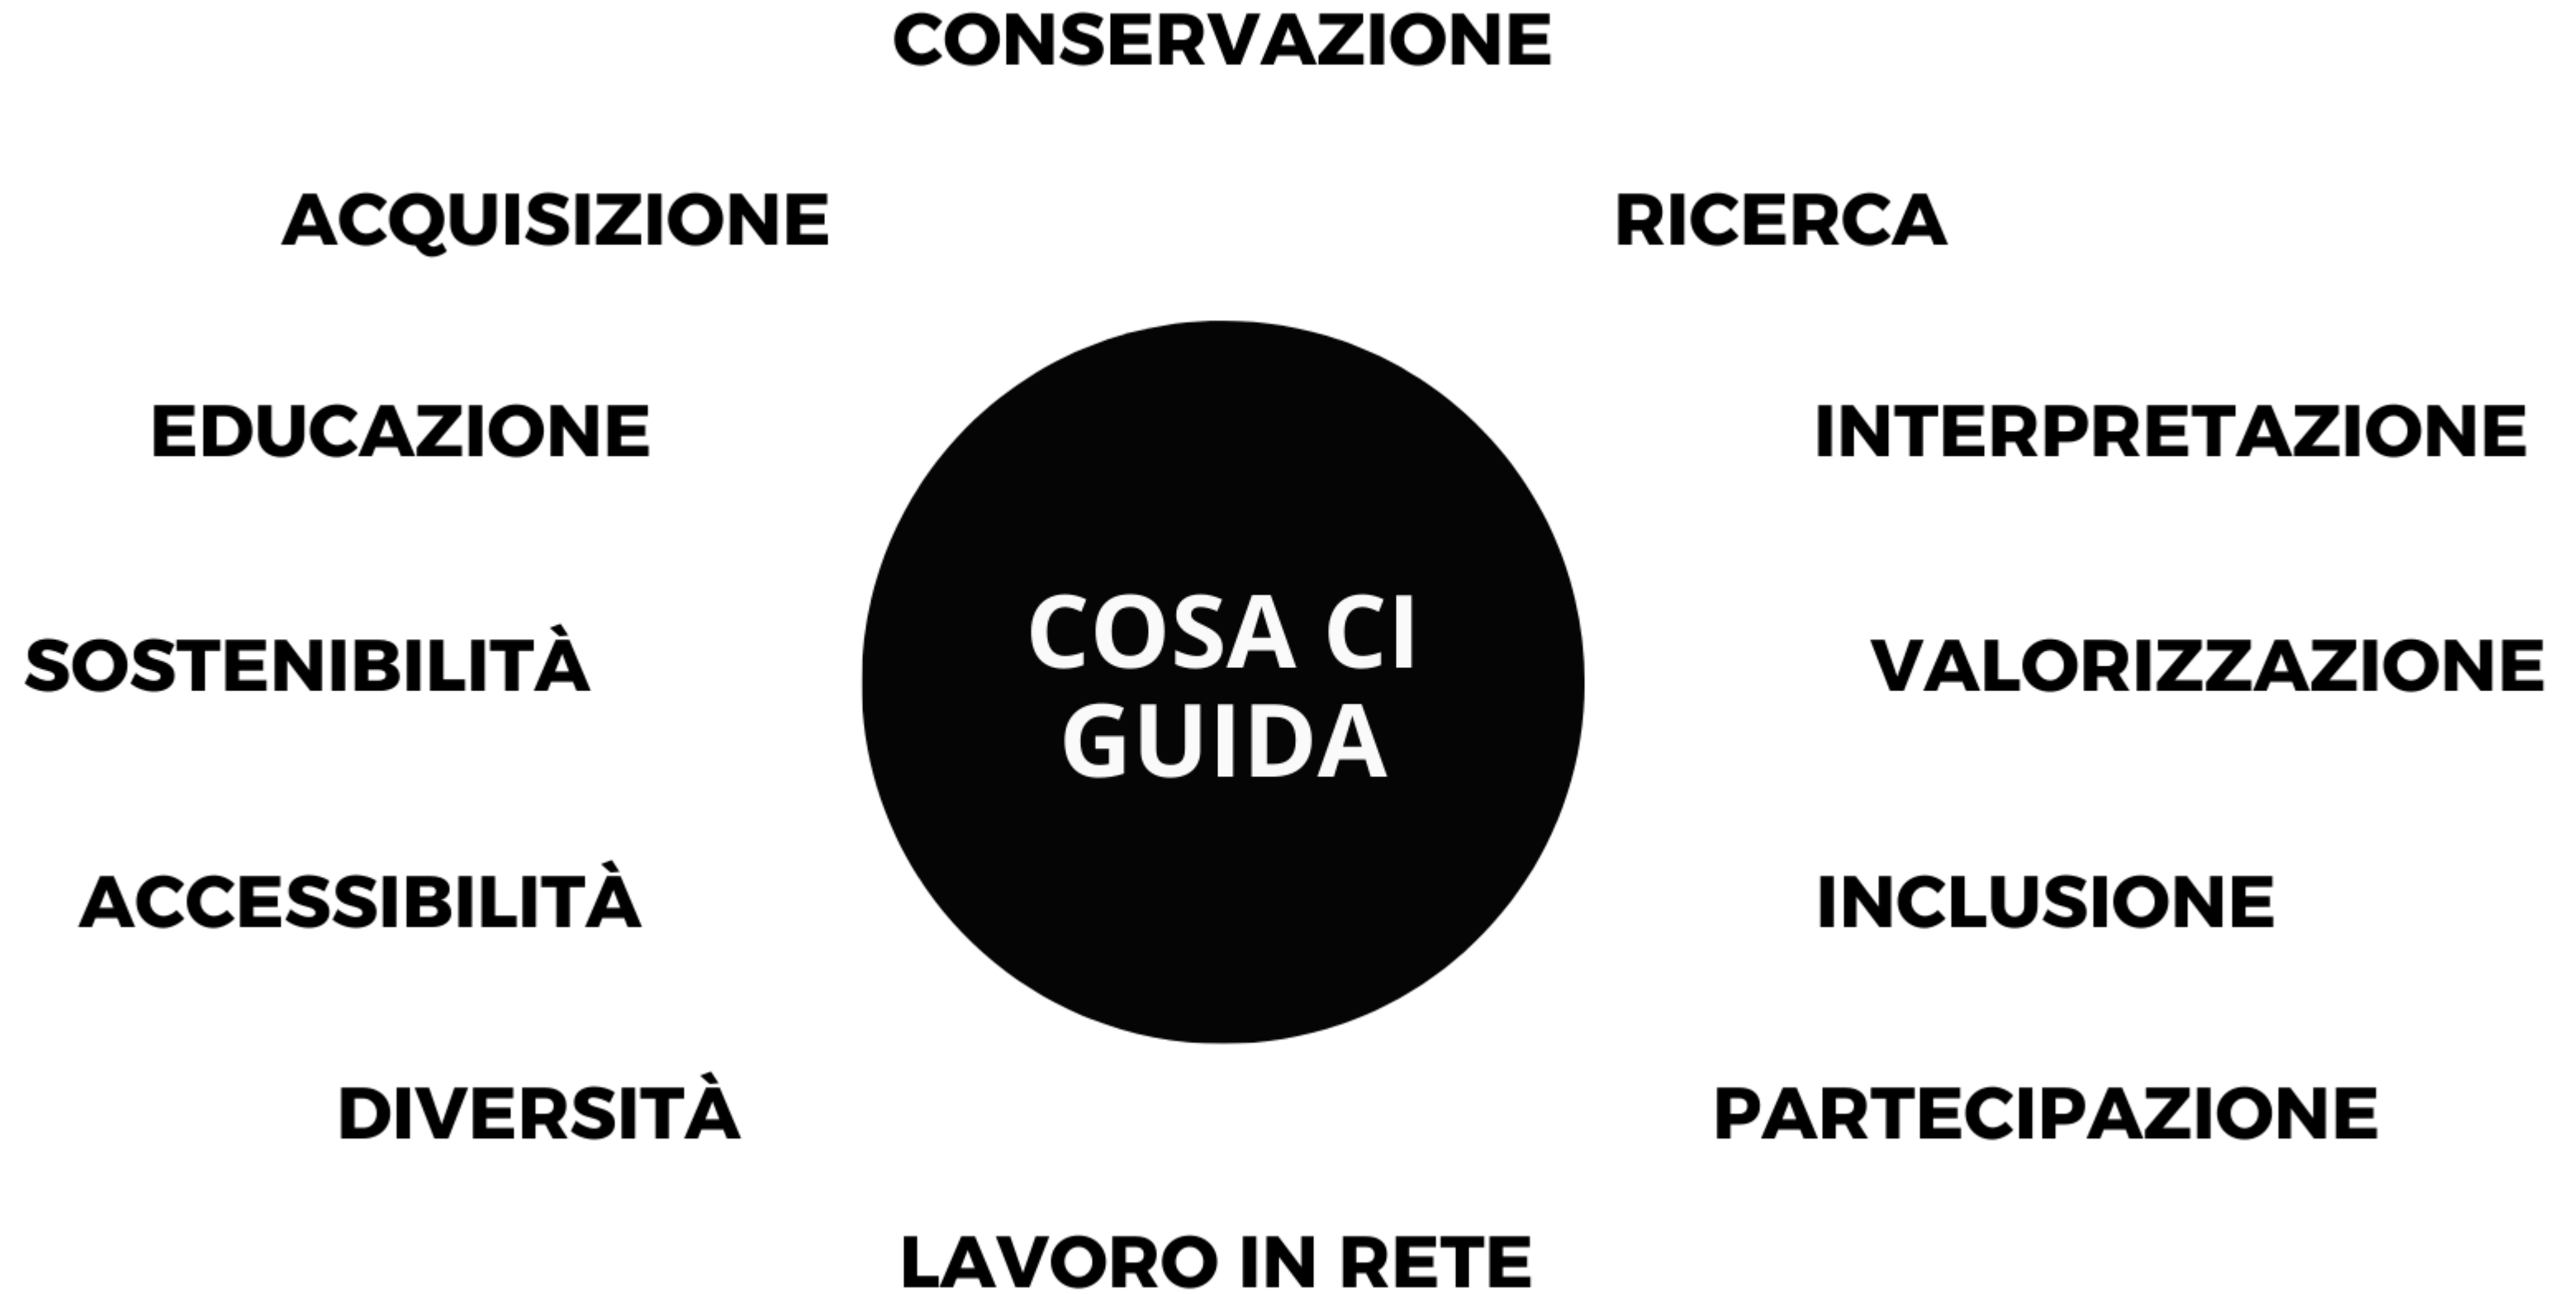 CONSERVAZIONE
ACQUISIZIONE
RICERCA
EDUCAZIONE
INTERPRETAZIONE
COSA CI
GUIDA
SOSTENIBILITÀ
VALORIZZAZIONE
ACCESSIBILITÀ
INCLUSIONE
DIVERSITÀ
PARTECIPAZIONE
LAVORO IN RETE